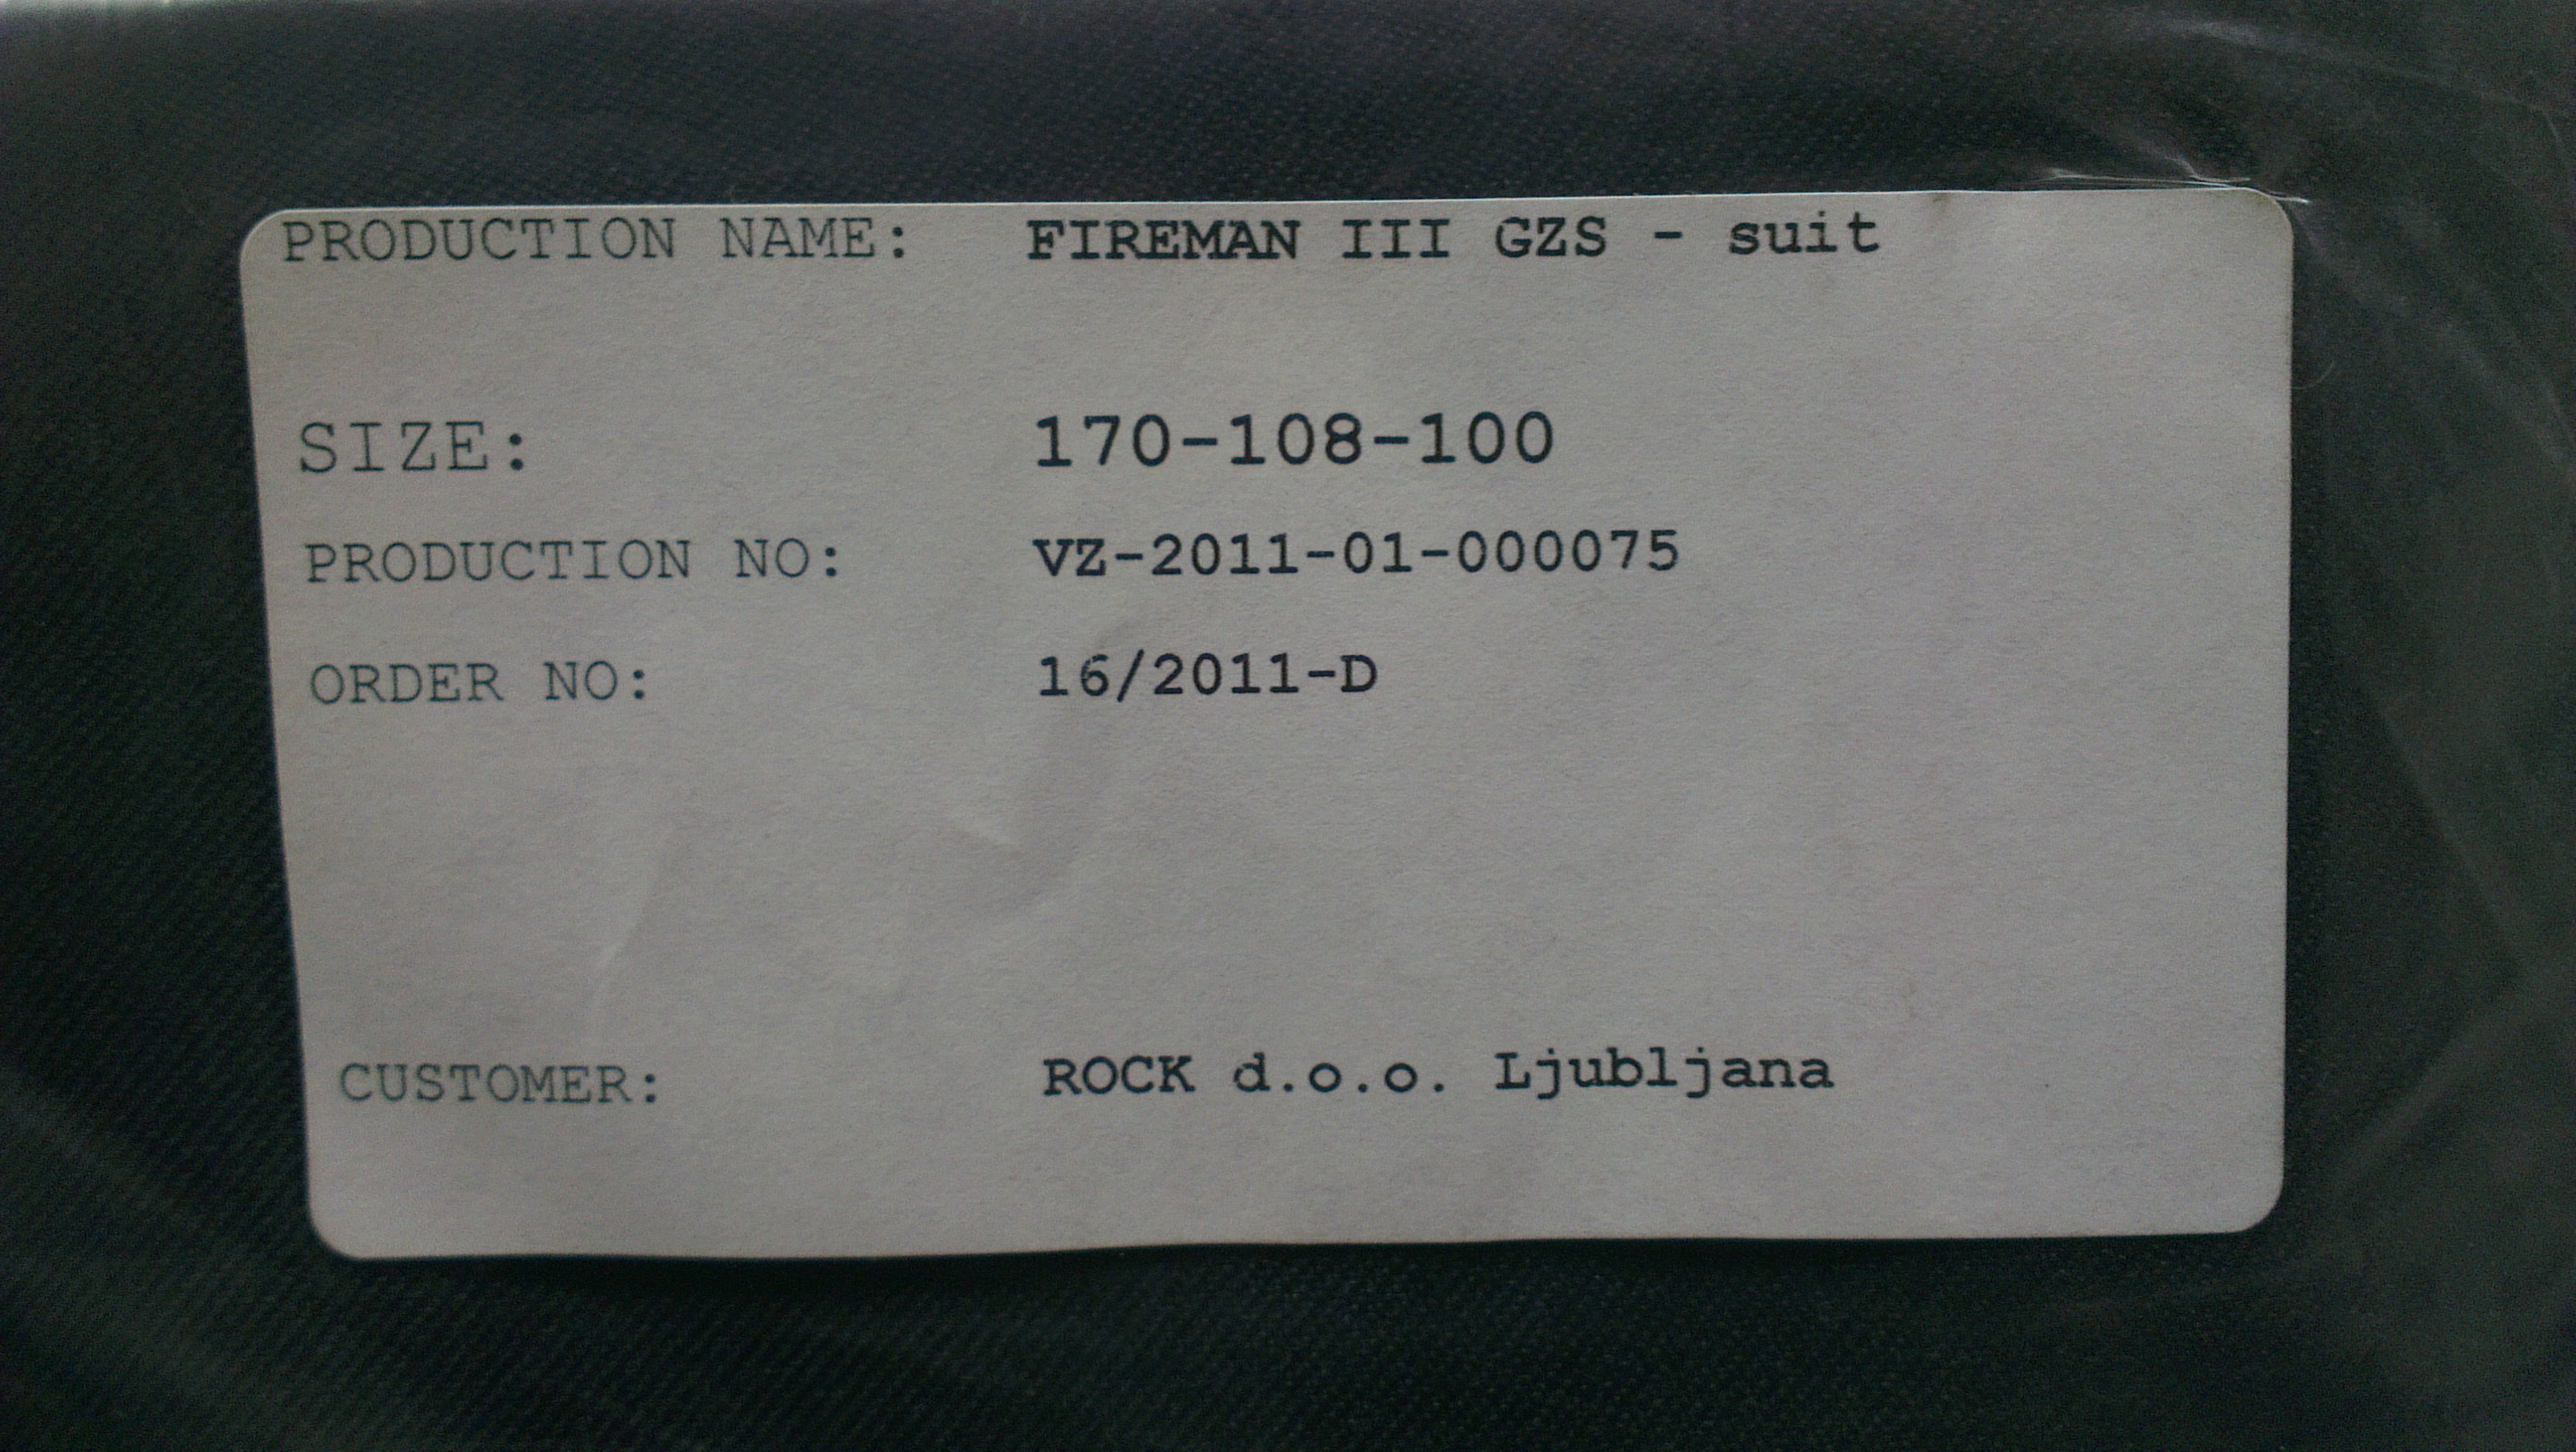 PRODUCTION NAME: FIREMAN III GZS - suit
SIZE: 170-108-100
PRODUCTION NO: VZ-2011-01-000075
ORDER NO: 16/2011-D
CUSTOMER: ROCK d.o.o. Ljubljana